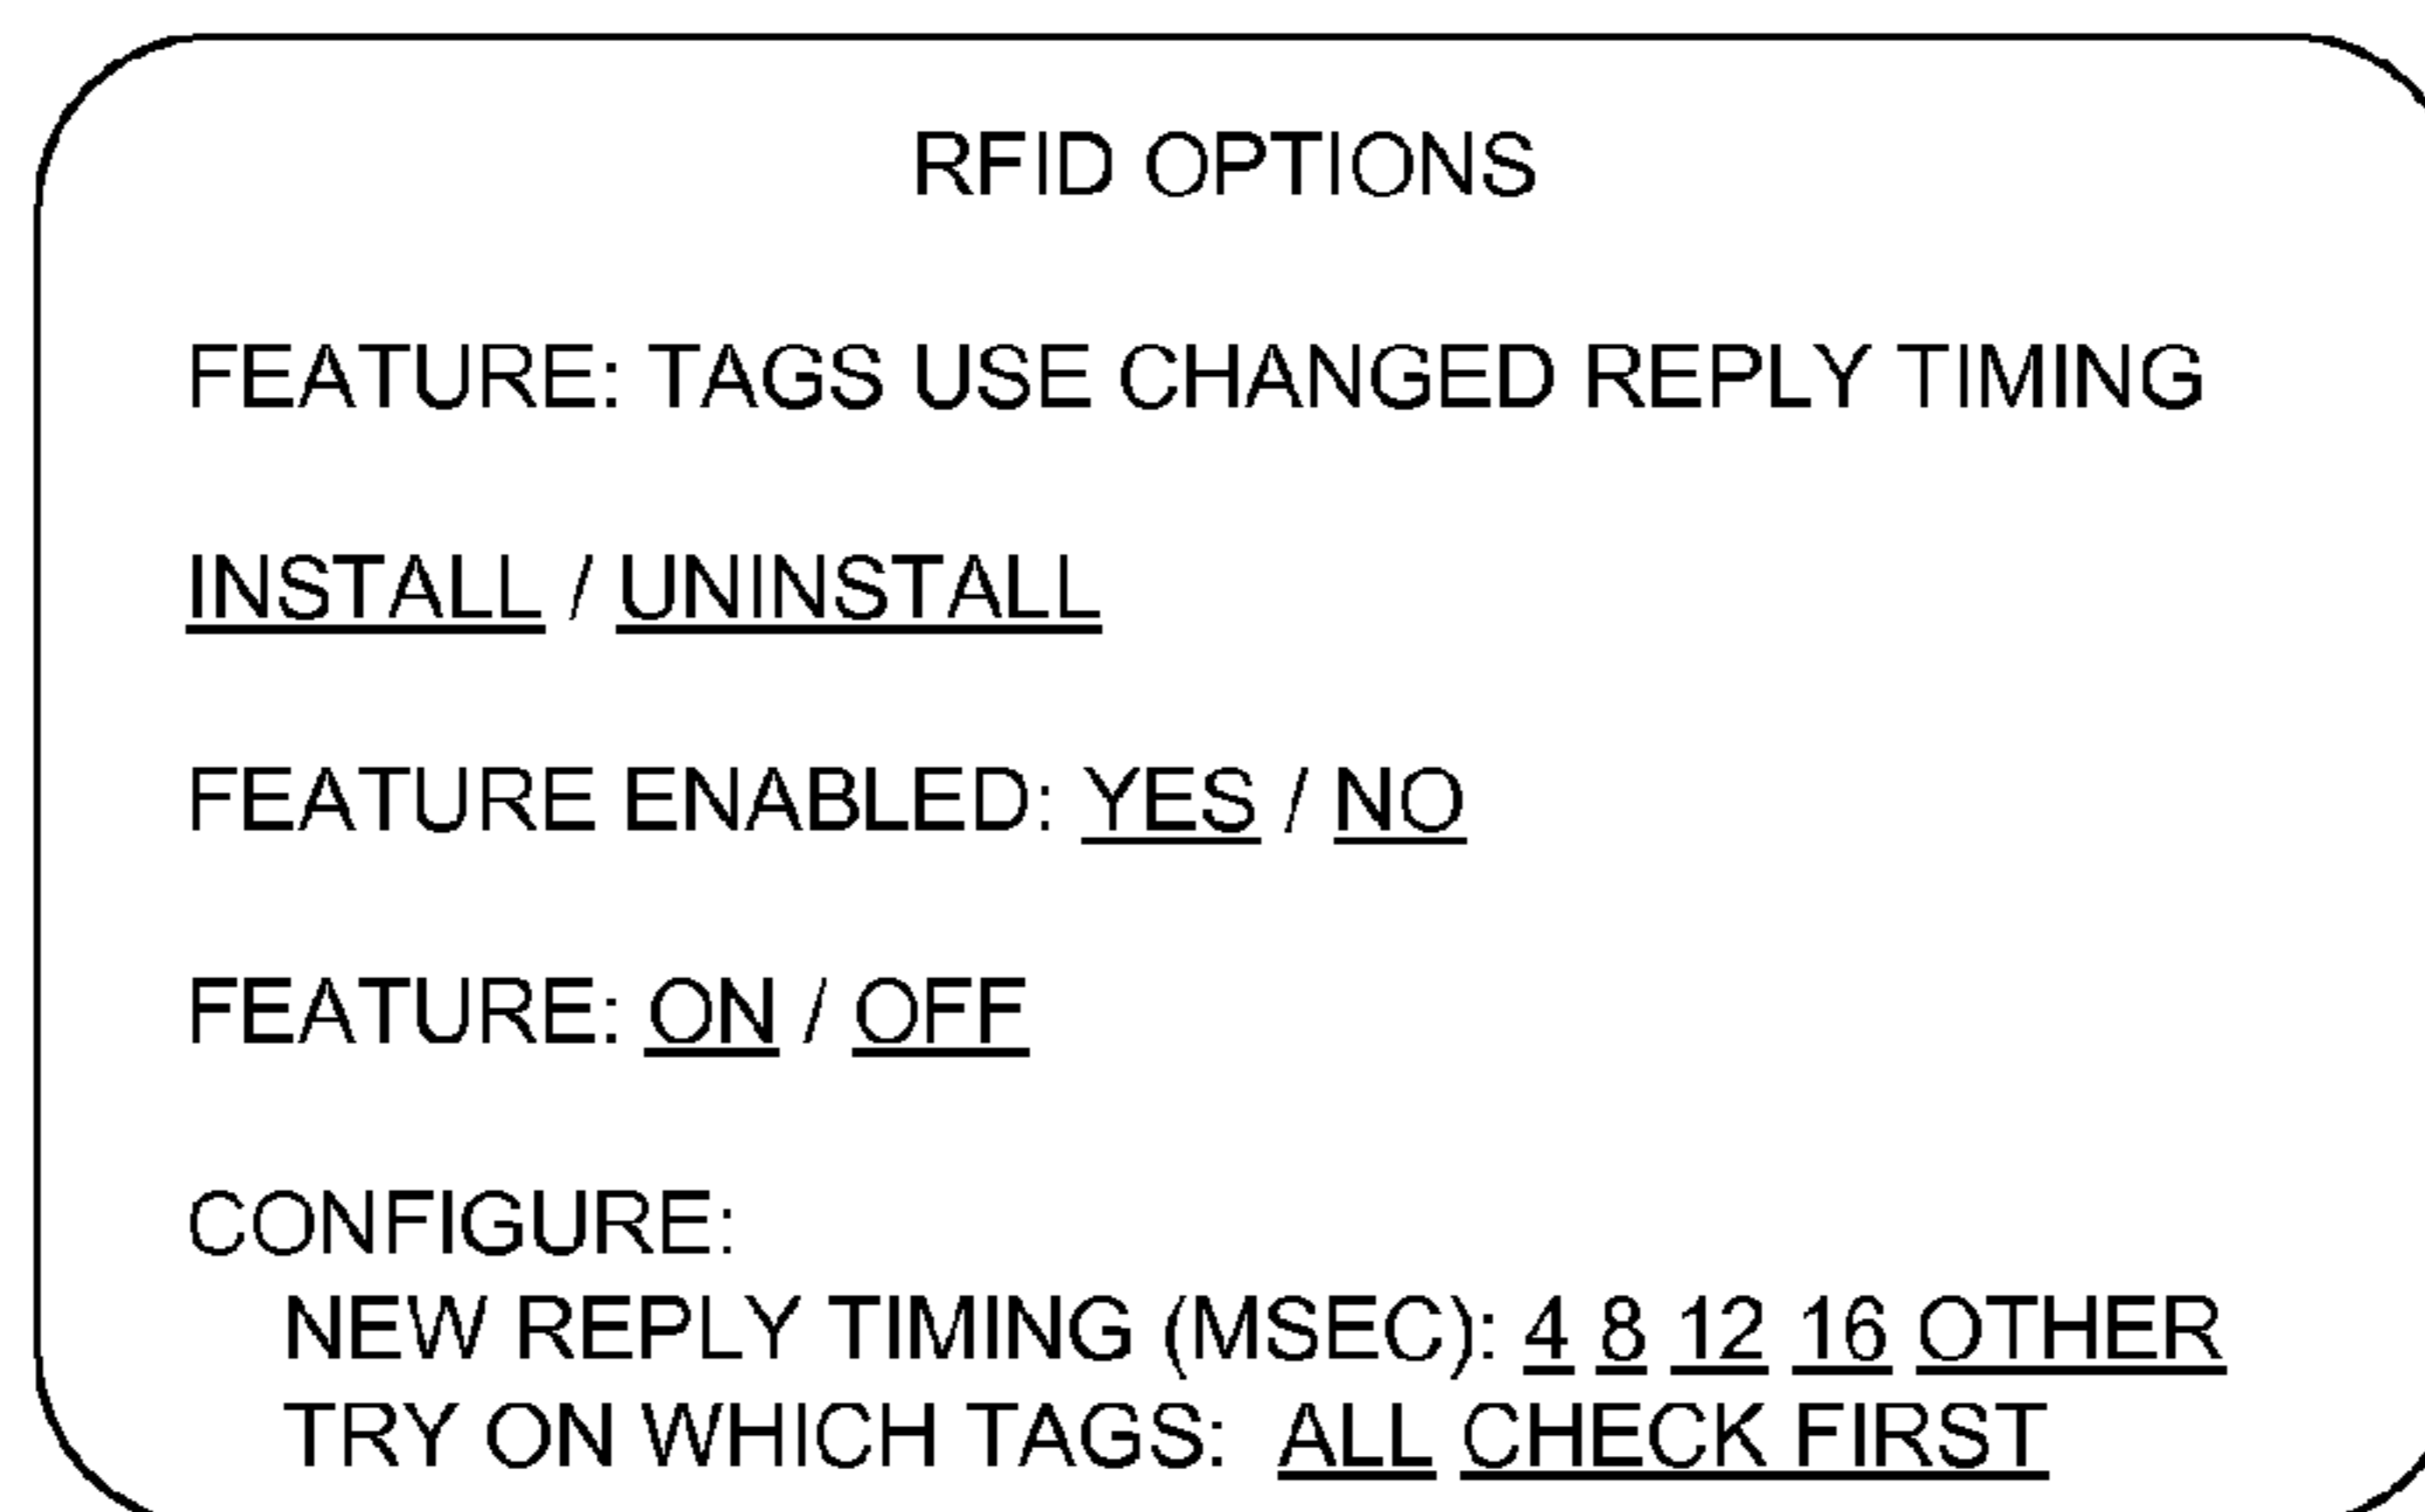 RFID OPTIONS
FEATURE: TAGS USE CHANGED REPLY TIMING
INSTALL / UNINSTALL
FEATURE ENABLED: YES / NO
FEATURE: ON / OFF
CONFIGURE:
NEW REPLY TIMING (MSEC): 4 8 12 16 OTHER
TRY ON WHICH TAGS: ALL CHECK FIRST